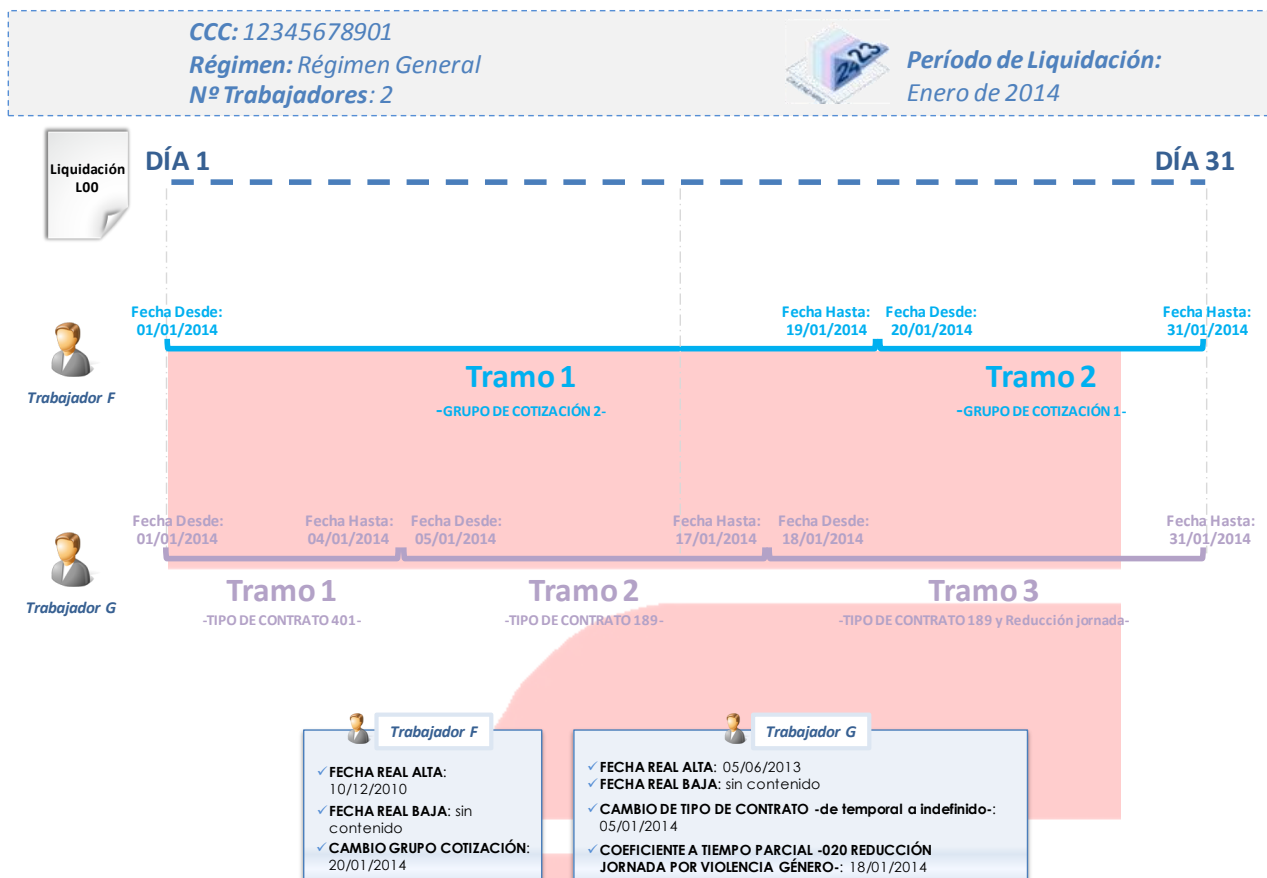 CCC: 12345678901
Régimen: Régimen General
Nº Trabajadores: 2
23
24
CALENDARIO
Período de Liquidación:
Enero de 2014
Liquidación
L00
DÍA 1
DÍA 31
Fecha Desde:
01/01/2014
Fecha Hasta:
19/01/2014
Fecha Desde:
20/01/2014
Fecha Hasta:
31/01/2014
Trabajador F
Tramo 1
-GRUPO DE COTIZACIÓN 2-
Tramo 2
-GRUPO DE COTIZACIÓN 1-
Fecha Desde:
01/01/2014
Fecha Hasta:
04/01/2014
Fecha Desde:
05/01/2014
Fecha Hasta:
17/01/2014
Fecha Desde:
18/01/2014
Fecha Hasta:
31/01/2014
Trabajador G
Tramo 1
-TIPO DE CONTRATO 401-
Tramo 2
-TIPO DE CONTRATO 189-
Tramo 3
-TIPO DE CONTRATO 189 y Reducción jornada-
Trabajador F
✓ FECHA REAL ALTA:
10/12/2010
✓ FECHA REAL BAJA: sin
contenido
✓ CAMBIO GRUPO COTIZACIÓN:
20/01/2014
Trabajador G
✓ FECHA REAL ALTA: 05/06/2013
✓ FECHA REAL BAJA: sin contenido
✓ CAMBIO DE TIPO DE CONTRATO -de temporal a indefinido-:
05/01/2014
✓ COEFICIENTE A TIEMPO PARCIAL -020 REDUCCIÓN
JORNADA POR VIOLENCIA GÉNERO-: 18/01/2014